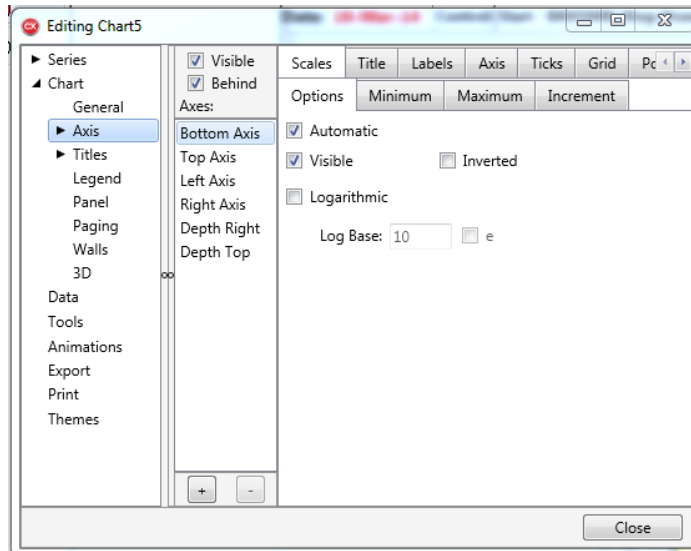 CX Editing Chart5
Series
Chart
General
Axis
Titles
Legend
Panel
Paging
Walls
3D
Data
Tools
Animations
Export
Print
Themes
Visible
Behind
Axes:
Bottom Axis
Top Axis
Left Axis
Right Axis
Depth Right
Depth Top
+ -
Scales Title Labels Axis Ticks Grid
Options Minimum Maximum Increment
Automatic
Visible Inverted
Logarithmic
Log Base: 10 e
Close